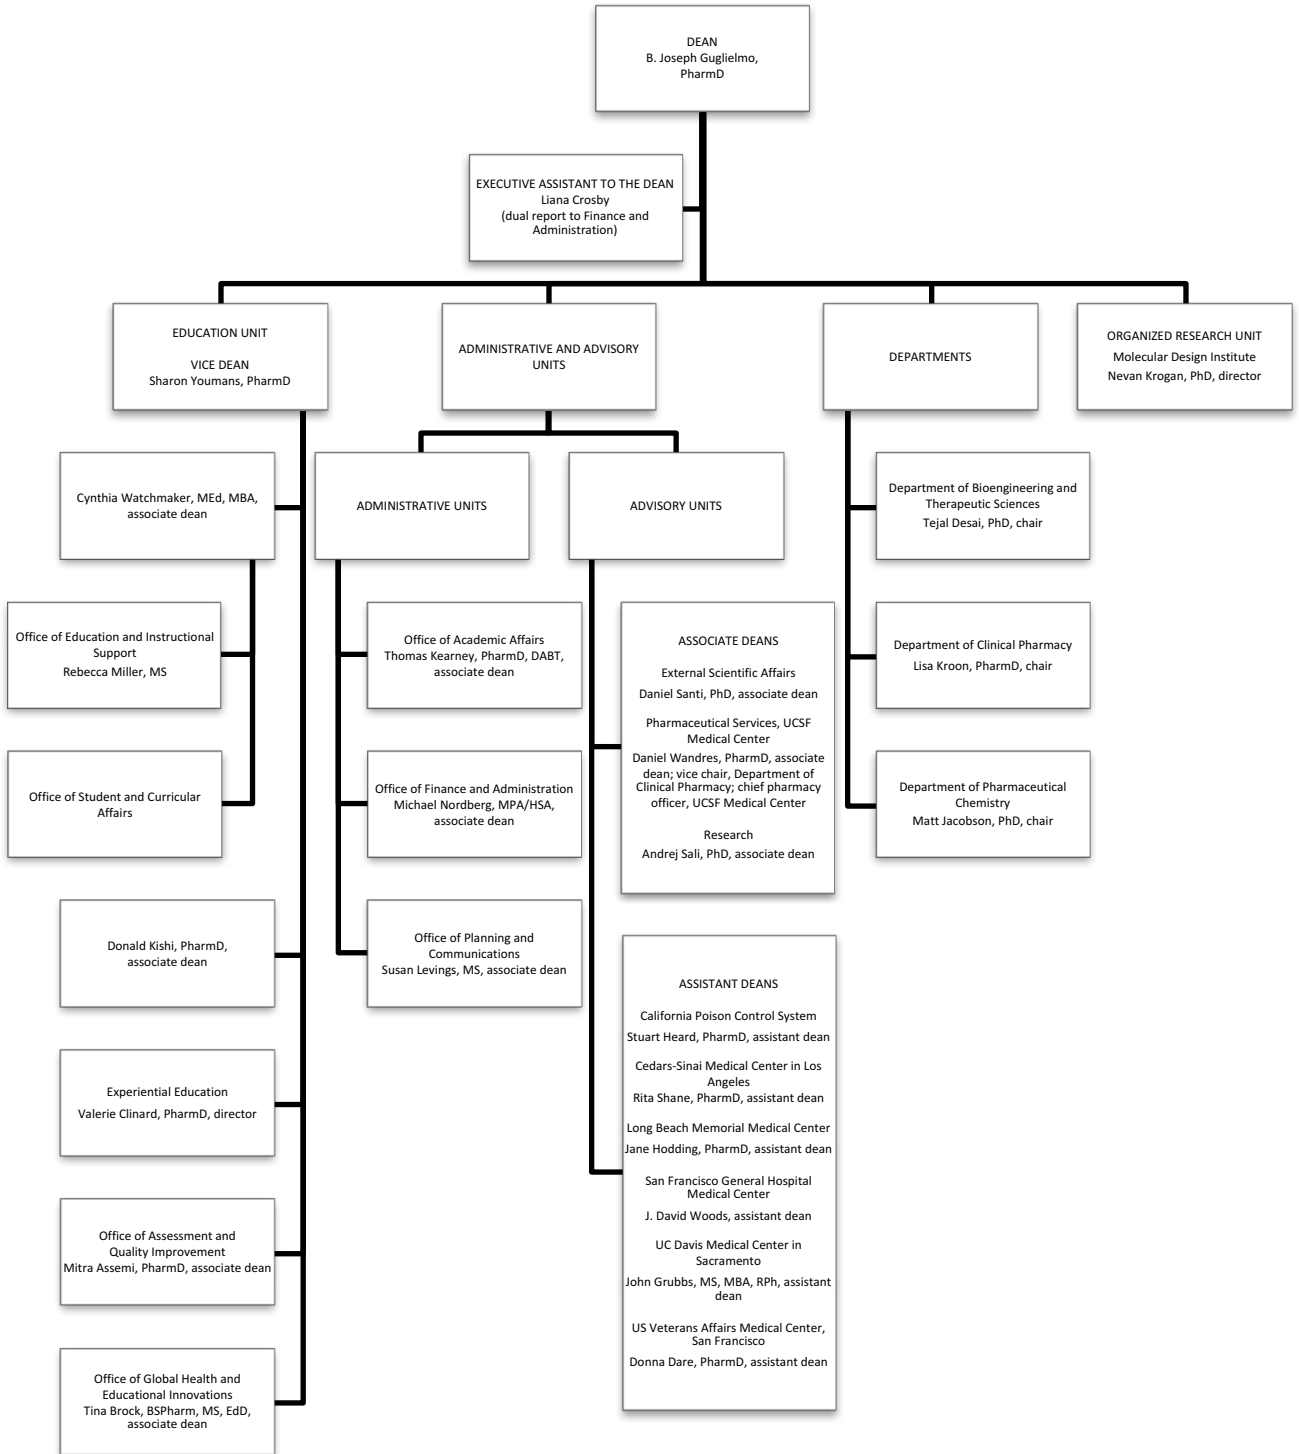 DEAN
B. Joseph Guglielmo,
PharmD
EXECUTIVE ASSISTANT TO THE DEAN
Liana Crosby
(dual report to Finance and
Administration)
EDUCATION UNIT
VICE DEAN
Sharon Youmans, PharmD
ADMINISTRATIVE AND ADVISORY
UNITS
DEPARTMENTS
ORGANIZED RESEARCH UNIT
Molecular Design Institute
Nevan Krogan, PhD, director
Cynthia Watchmaker, MEd, MBA,
associate dean
Office of Education and Instructional
Support
Rebecca Miller, MS
Office of Student and Curricular
Affairs
Donald Kishi, PharmD,
associate dean
Experiential Education
Valerie Clinard, PharmD, director
Office of Assessment and
Quality Improvement
Mitra Assemi, PharmD, associate dean
Office of Global Health and
Educational Innovations
Tina Brock, BSPharm, MS, EdD,
associate dean
ADMINISTRATIVE UNITS
Office of Academic Affairs
Thomas Kearney, PharmD, DABT,
associate dean
Office of Finance and Administration
Michael Nordberg, MPA/HSA,
associate dean
Office of Planning and
Communications
Susan Levings, MS, associate dean
ADVISORY UNITS
ASSOCIATE DEANS
External Scientific Affairs
Daniel Santi, PhD, associate dean
Pharmaceutical Services, UCSF
Medical Center
Daniel Wandres, PharmD, associate
dean; vice chair, Department of
Clinical Pharmacy; chief pharmacy
officer, UCSF Medical Center
Research
Andrej Sali, PhD, associate dean
ASSISTANT DEANS
California Poison Control System
Stuart Heard, PharmD, assistant dean
Cedars-Sinai Medical Center in Los
Angeles
Rita Shane, PharmD, assistant dean
Long Beach Memorial Medical Center
Jane Hodding, PharmD, assistant dean
San Francisco General Hospital
Medical Center
J. David Woods, assistant dean
UC Davis Medical Center in
Sacramento
John Grubbs, MS, MBA, RPh, assistant
dean
US Veterans Affairs Medical Center,
San Francisco
Donna Dare, PharmD, assistant dean
Department of Bioengineering and
Therapeutic Sciences
Tejal Desai, PhD, chair
Department of Clinical Pharmacy
Lisa Kroon, PharmD, chair
Department of Pharmaceutical
Chemistry
Matt Jacobson, PhD, chair